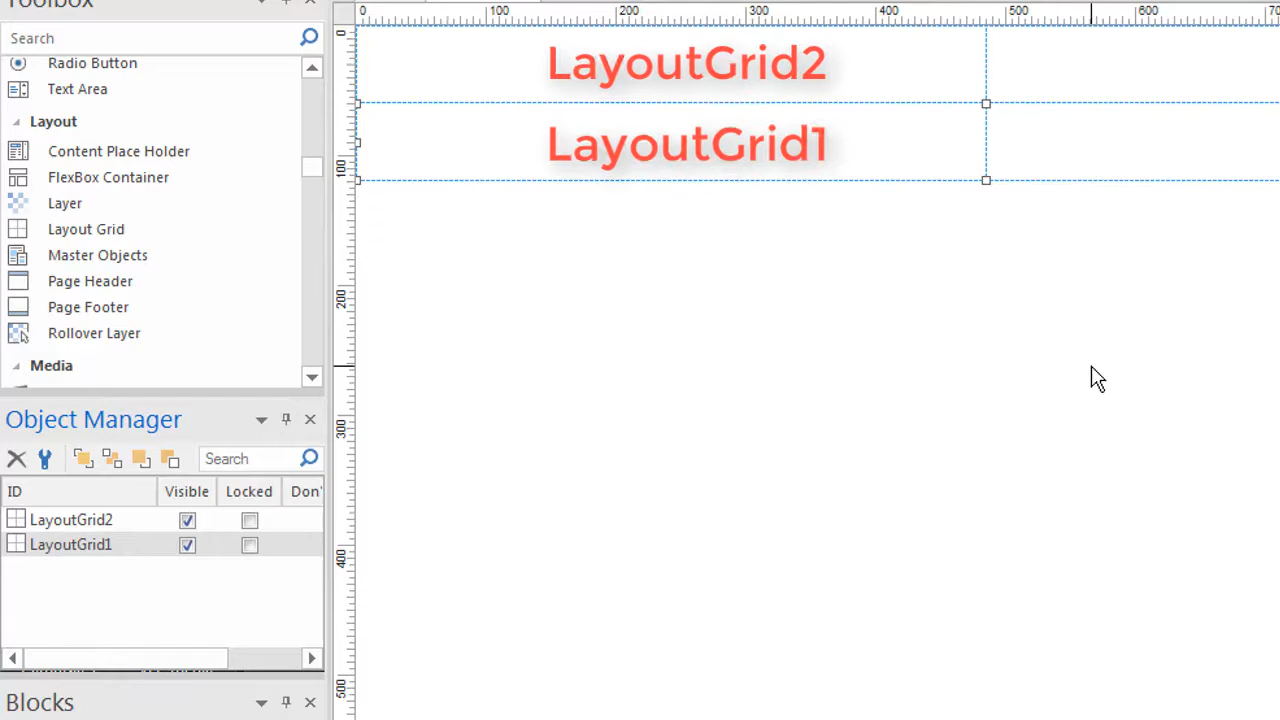 Toolbox
Search
Radio Button
Text Area
Layout
Content Place Holder
FlexBox Container
Layer
Layout Grid
Master Objects
Page Header
Page Footer
Rollover Layer
Media
Object Manager
Search
ID Visible Locked Don'
LayoutGrid2
LayoutGrid1
Blocks
0 100 200 300 400 500 600 70
0
100
200
300
400
500
LayoutGrid2
LayoutGrid1